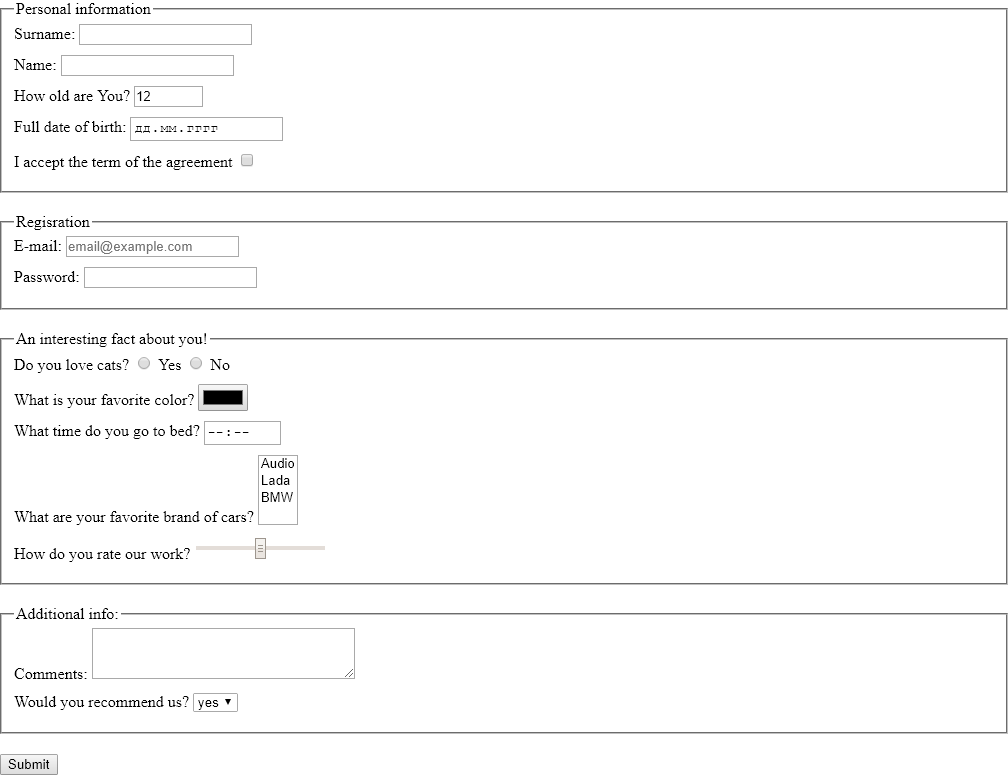 Personal information
Surname:
Name:
How old are You? 12
Full date of birth: дд.мм.гггг
I accept the term of the agreement
Regisration
E-mail: email@example.com
Password:
An interesting fact about you!
Do you love cats? Yes No
What is your favorite color?
What time do you go to bed? --:--
Audio
Lada
BMW
What are your favorite brand of cars?
How do you rate our work?
Additional info:
Comments:
Would you recommend us? yes
Submit